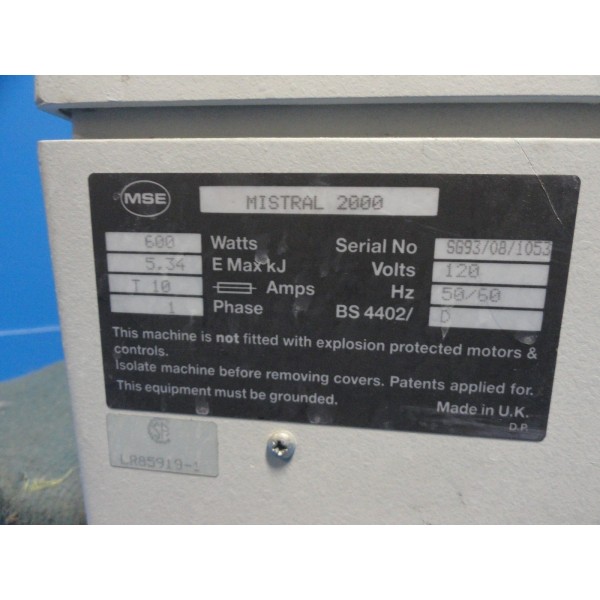 MSE
MISTRAL 2000
600 Watts Serial No SG93/08/1053
5.34 E Max kJ Volts 120
T 10 Amps Hz 50/60
1 Phase BS 4402/ D
This machine is not fitted with explosion protected motors &
controls.
Isolate machine before removing covers. Patents applied for.
This equipment must be grounded.
Made in U.K.
D.P.
LR85919-1